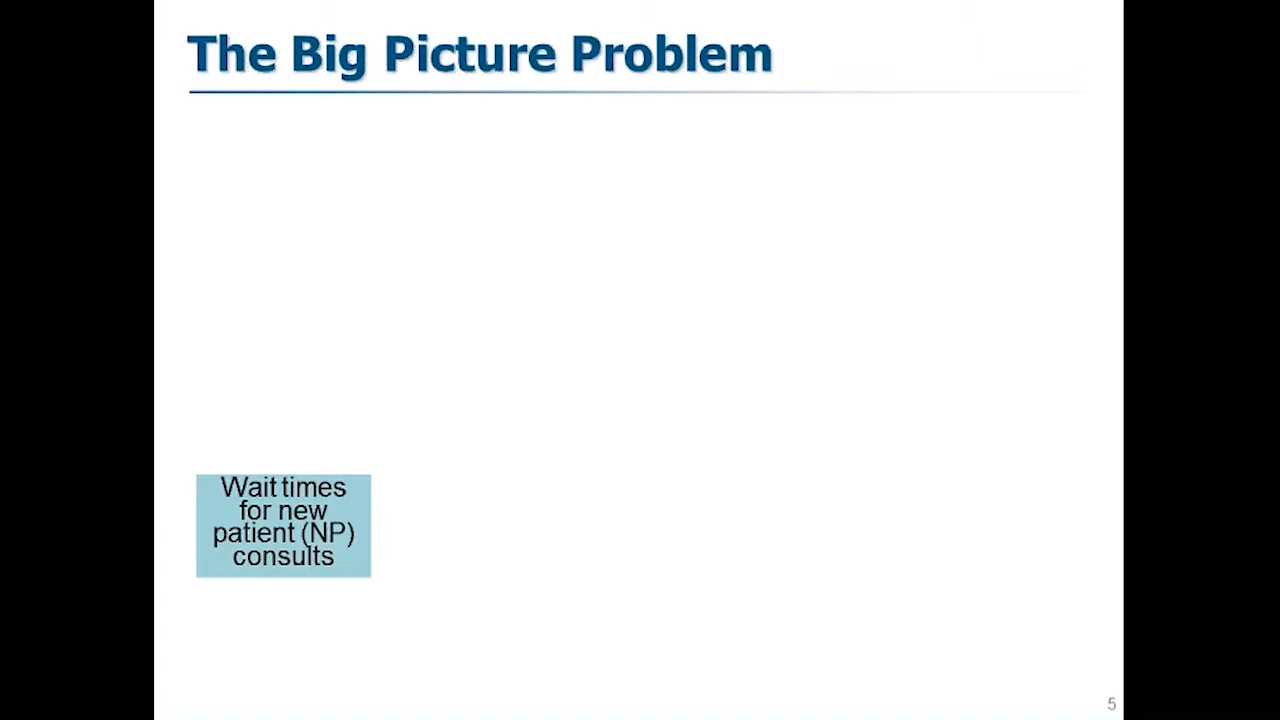 The Big Picture Problem
Wait times
for new
patient (NP)
consults
5